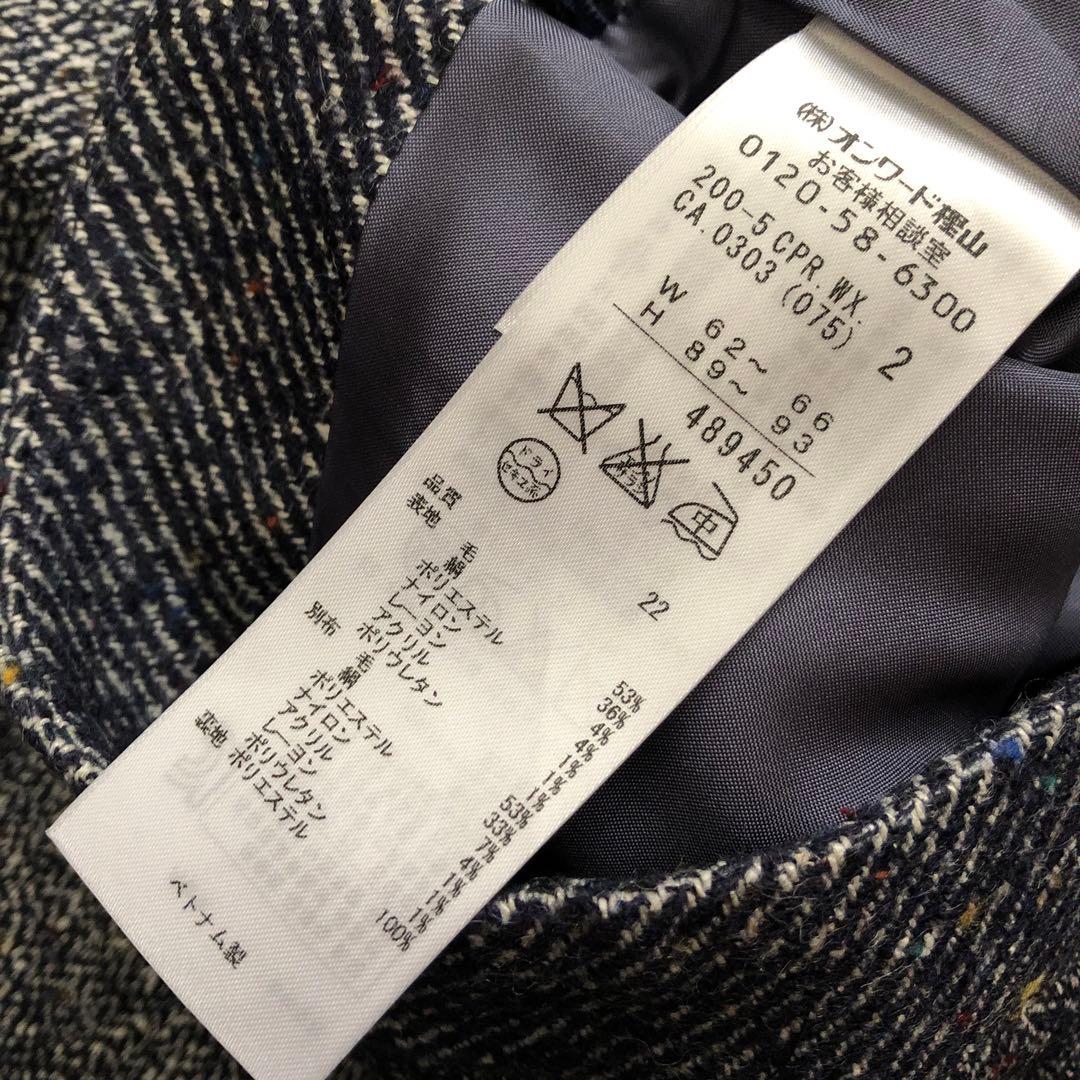 (株)オンワード樫山
お客様相談室
0120-58-6300
200-5 CPR.WX.
CA.0303 (075) 2
W 62～ 66
H 89～ 93
489450
ドライ
セキユ系
中
22
品質
表地 毛 53%
絹 36%
ポリエステル 4%
ナイロン 4%
レーヨン 1%
アクリル 1%
ポリウレタン 1%
別布 毛 53%
絹 33%
ポリエステル 7%
ナイロン 4%
アクリル 1%
レーヨン 1%
ポリウレタン 1%
裏地 ポリエステル 100%
ベトナム製